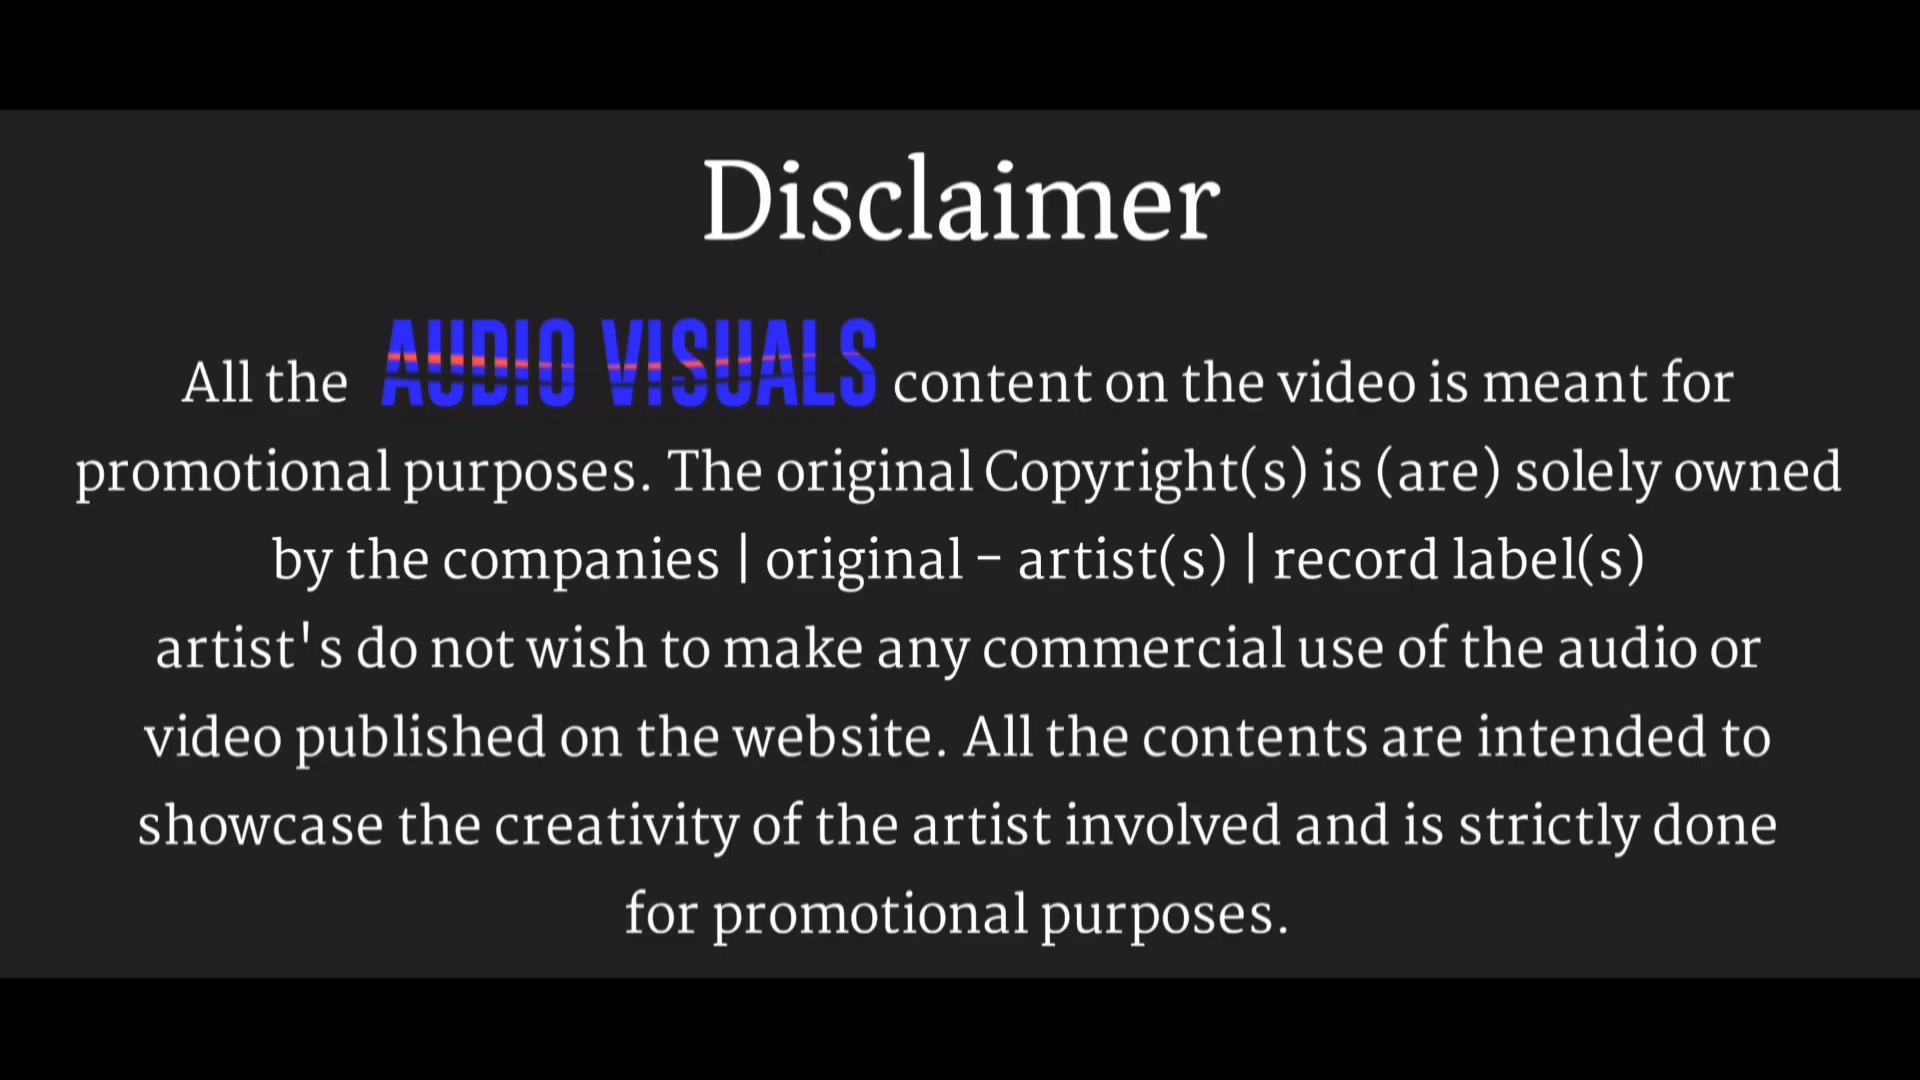 Disclaimer
All the AUDIO VISUALS content on the video is meant for
promotional purposes. The original Copyright(s) is (are) solely owned
by the companies | original - artist(s) | record label(s)
artist's do not wish to make any commercial use of the audio or
video published on the website. All the contents are intended to
showcase the creativity of the artist involved and is strictly done
for promotional purposes.